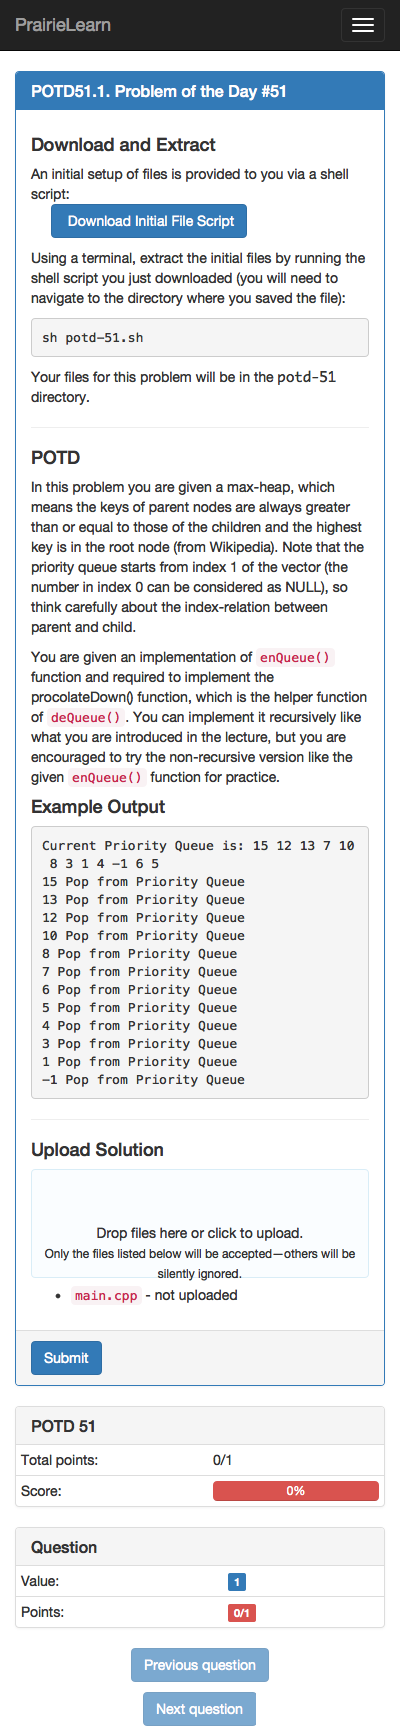 PrairieLearn
POTD51.1. Problem of the Day #51
Download and Extract
An initial setup of files is provided to you via a shell
script:
Download Initial File Script
Using a terminal, extract the initial files by running the
shell script you just downloaded (you will need to
navigate to the directory where you saved the file):
sh potd-51.sh
Your files for this problem will be in the potd-51
directory.
POTD
In this problem you are given a max-heap, which
means the keys of parent nodes are always greater
than or equal to those of the children and the highest
key is in the root node (from Wikipedia). Note that the
priority queue starts from index 1 of the vector (the
number in index 0 can be considered as NULL), so
think carefully about the index-relation between
parent and child.
You are given an implementation of enQueue()
function and required to implement the
procolateDown() function, which is the helper function
of deQueue(). You can implement it recursively like
what you are introduced in the lecture, but you are
encouraged to try the non-recursive version like the
given enQueue() function for practice.
Example Output
Current Priority Queue is: 15 12 13 7 10
8 3 1 4 -1 6 5
15 Pop from Priority Queue
13 Pop from Priority Queue
12 Pop from Priority Queue
10 Pop from Priority Queue
8 Pop from Priority Queue
7 Pop from Priority Queue
6 Pop from Priority Queue
5 Pop from Priority Queue
4 Pop from Priority Queue
3 Pop from Priority Queue
1 Pop from Priority Queue
-1 Pop from Priority Queue
Upload Solution
Drop files here or click to upload.
Only the files listed below will be accepted—others will be
silently ignored.
• main.cpp - not uploaded
Submit
POTD 51
Total points: 0/1
Score: 0%
Question
Value: 1
Points: 0/1
Previous question
Next question